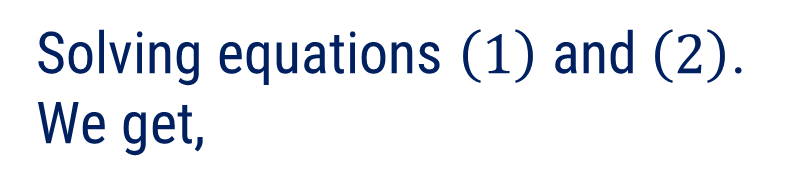 Solving equations (1) and (2).
We get,